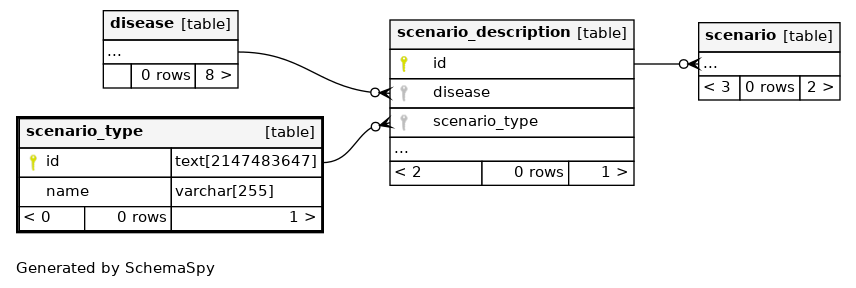 disease [table]
...
0 rows 8 >
scenario_description [table]
id
disease
scenario_type
...
< 2 0 rows 1 >
scenario [table]
...
< 3 0 rows 2 >
scenario_type [table]
id text[2147483647]
name varchar[255]
< 0 0 rows 1 >
Generated by SchemaSpy